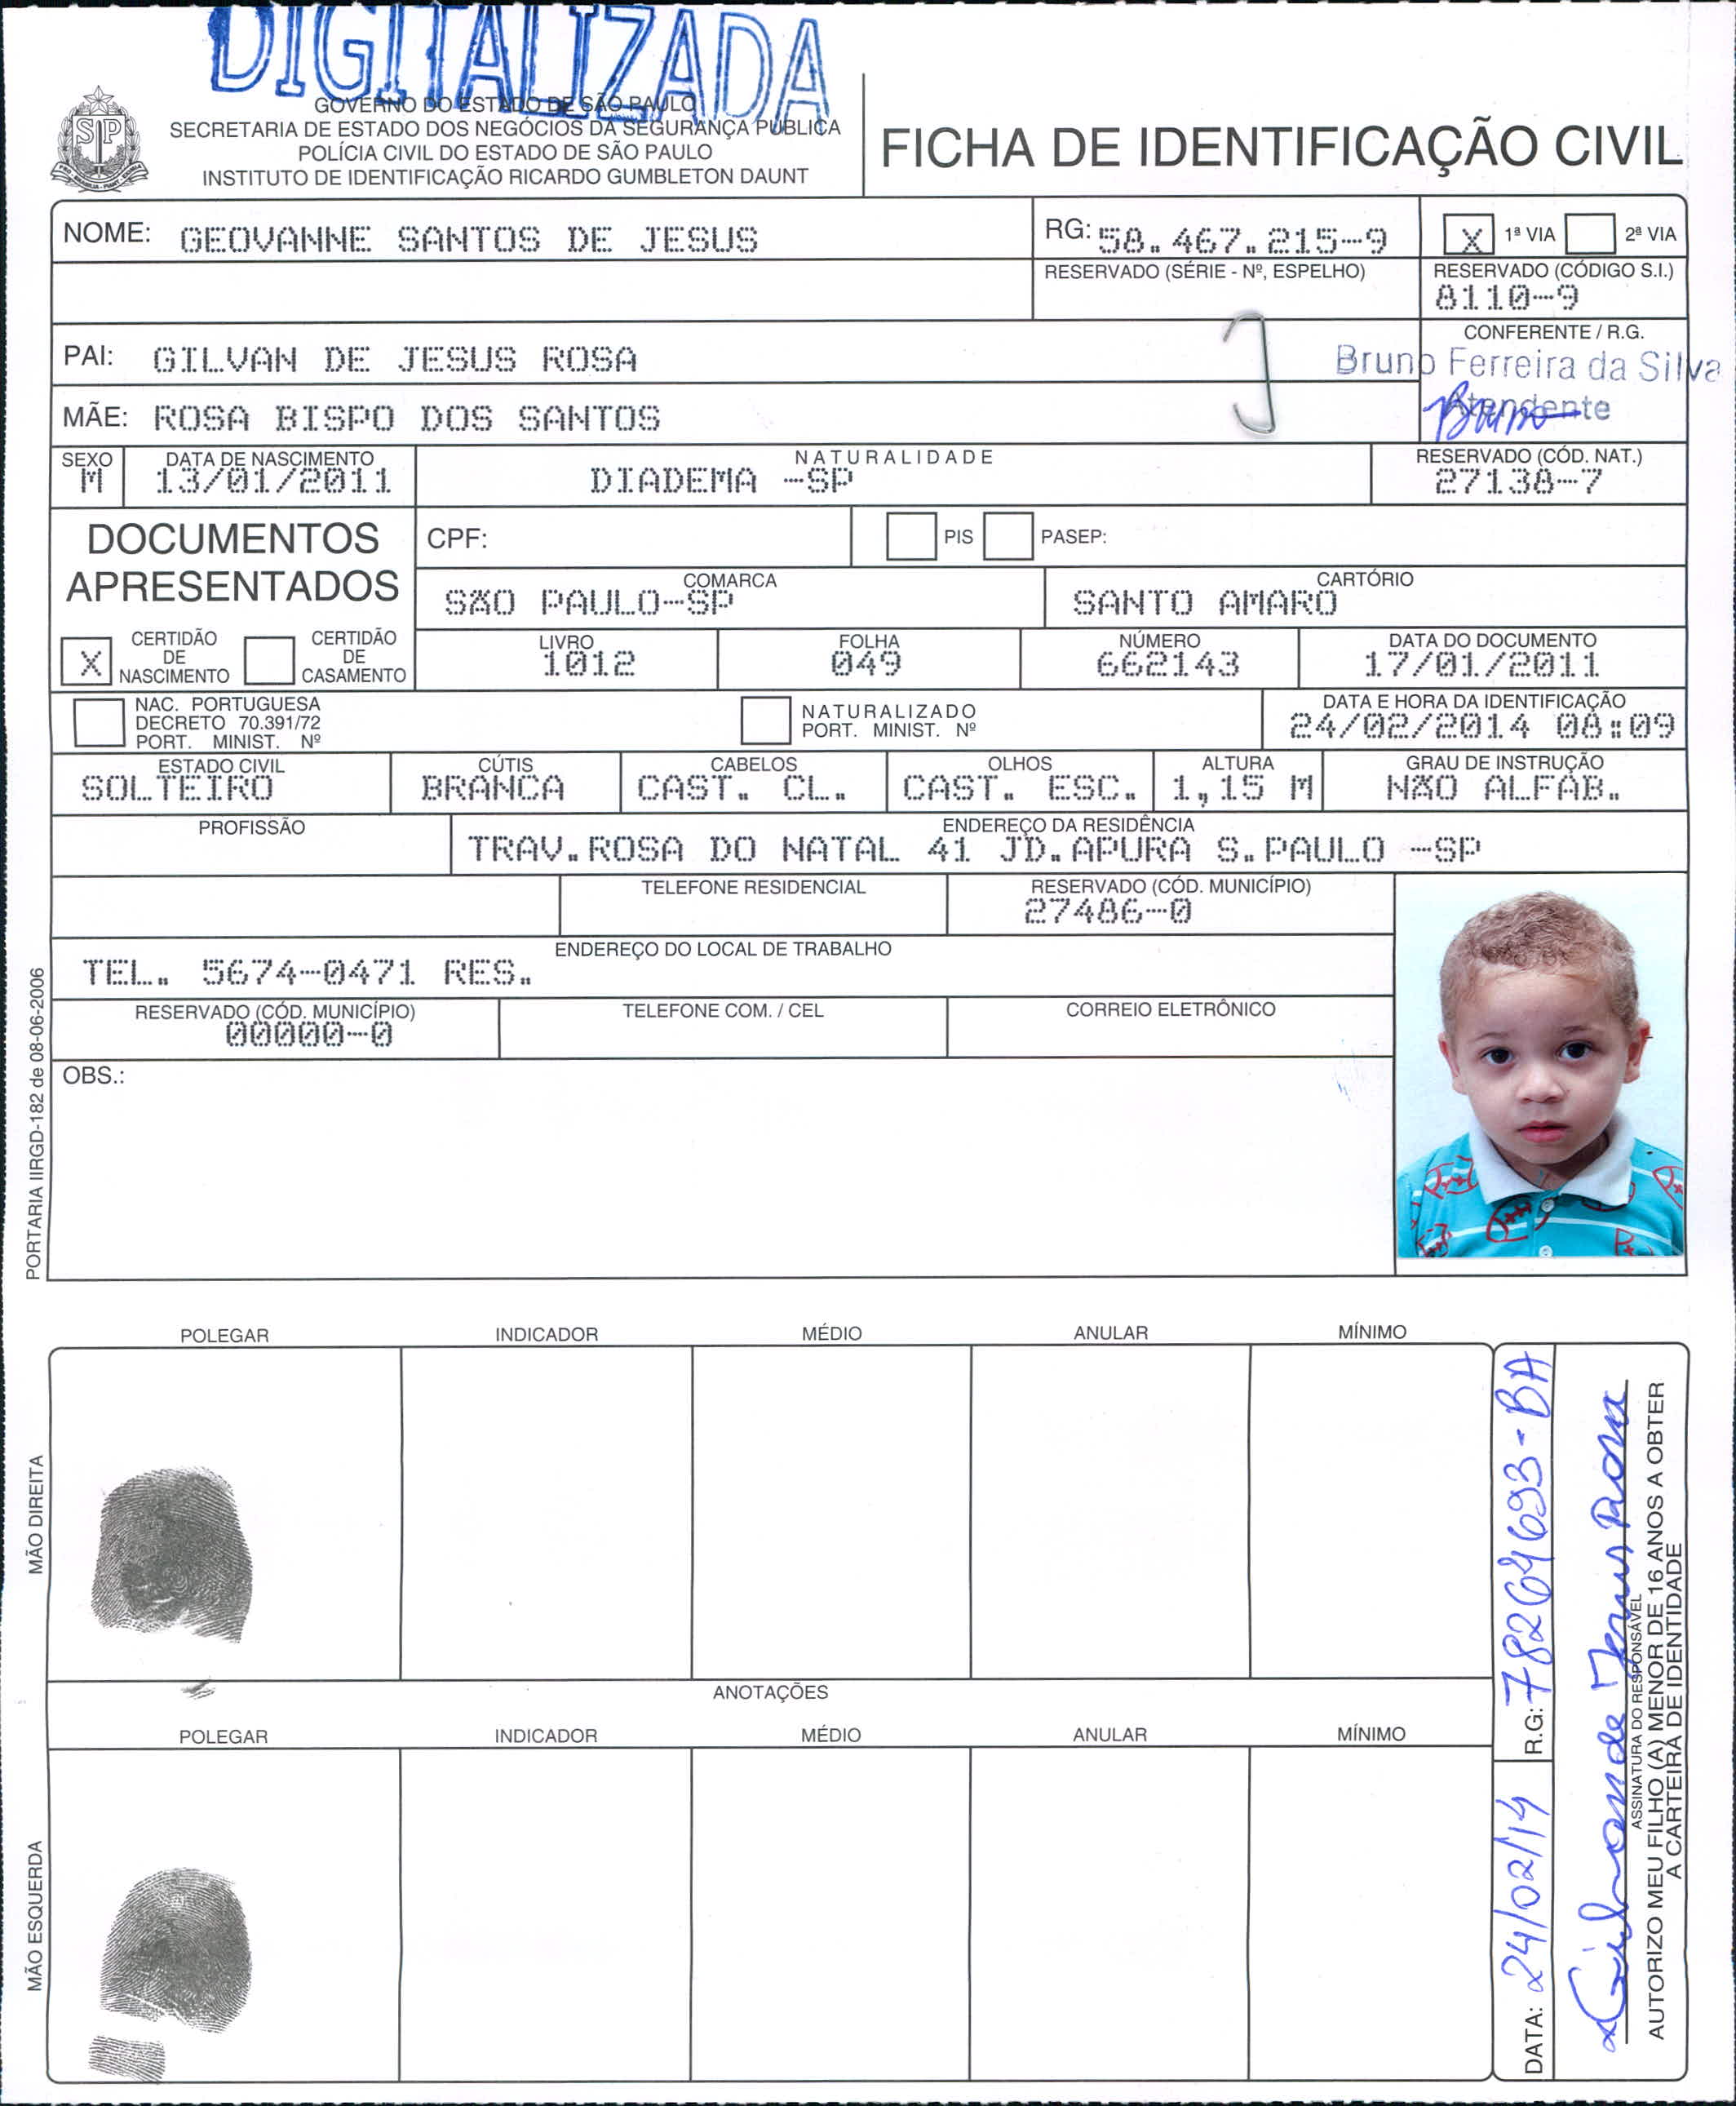 DIGITALIZADA
GOVERNO DO ESTADO DE SÃO PAULO
SECRETARIA DE ESTADO DOS NEGÓCIOS DA SEGURANÇA PÚBLICA
POLÍCIA CIVIL DO ESTADO DE SÃO PAULO
INSTITUTO DE IDENTIFICAÇÃO RICARDO GUMBLETON DAUNT
FICHA DE IDENTIFICAÇÃO CIVIL
NOME: GEOVANNE SANTOS DE JESUS
RG: 58.467.215-9
X 1ª VIA 2ª VIA
RESERVADO (SÉRIE - Nº, ESPELHO)
RESERVADO (CÓDIGO S.I.)
8110-9
PAI: GILVAN DE JESUS ROSA
CONFERENTE / R.G.
Bruno Ferreira da Silva
Atendente
Bruno
MÃE: ROSA BISPO DOS SANTOS
SEXO
M
DATA DE NASCIMENTO
13/01/2011
NATURALIDADE
DIADEMA -SP
RESERVADO (CÓD. NAT.)
27138-7
DOCUMENTOS
APRESENTADOS
CPF:
PIS
PASEP:
COMARCA
SÃO PAULO-SP
CARTÓRIO
SANTO AMARO
X CERTIDÃO
DE
NASCIMENTO
CERTIDÃO
DE
CASAMENTO
LIVRO
1012
FOLHA
049
NÚMERO
662143
DATA DO DOCUMENTO
17/01/2011
NAC. PORTUGUESA
DECRETO 70.391/72
PORT. MINIST. Nº
NATURALIZADO
PORT. MINIST. Nº
DATA E HORA DA IDENTIFICAÇÃO
24/02/2014 08:09
ESTADO CIVIL
SOLTEIRO
CÚTIS
BRANCA
CABELOS
CAST. CL.
OLHOS
CAST. ESC.
ALTURA
1,15 M
GRAU DE INSTRUÇÃO
NÃO ALFAB.
PROFISSÃO
ENDEREÇO DA RESIDÊNCIA
TRAV.ROSA DO NATAL 41 JD.APURA S.PAULO -SP
TELEFONE RESIDENCIAL
RESERVADO (CÓD. MUNICÍPIO)
27486-0
ENDEREÇO DO LOCAL DE TRABALHO
TEL. 5674-0471 RES.
RESERVADO (CÓD. MUNICÍPIO)
00000-0
TELEFONE COM. / CEL
CORREIO ELETRÔNICO
OBS.:
PORTARIA IIRGD-182 de 08-06-2006
POLEGAR INDICADOR MÉDIO ANULAR MÍNIMO
MÃO DIREITA
ANOTAÇÕES
POLEGAR INDICADOR MÉDIO ANULAR MÍNIMO
MÃO ESQUERDA
DATA: 24/02/14
R.G: 78264693-BA
Gilvan de Jesus Rosa
ASSINATURA DO RESPONSÁVEL
AUTORIZO MEU FILHO (A) MENOR DE 16 ANOS A OBTER
A CARTEIRA DE IDENTIDADE